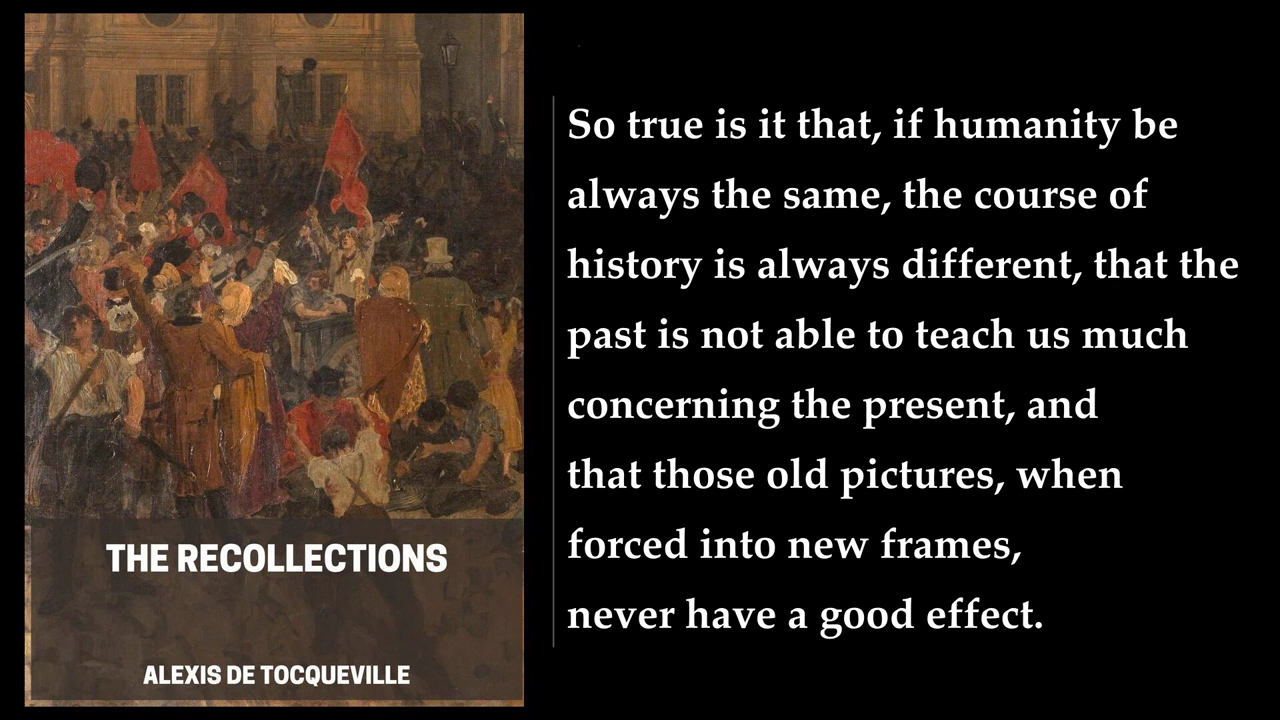 THE RECOLLECTIONS
ALEXIS DE TOCQUEVILLE
So true is it that, if humanity be
always the same, the course of
history is always different, that the
past is not able to teach us much
concerning the present, and
that those old pictures, when
forced into new frames,
never have a good effect.